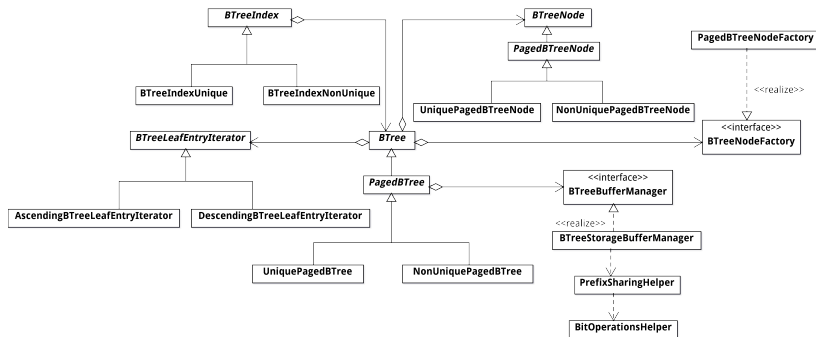 BTreeIndex
BTreeNode
PagedBTreeNodeFactory
PagedBTreeNode
BTreeIndexUnique
BTreeIndexNonUnique
<<realize>>
UniquePagedBTreeNode
NonUniquePagedBTreeNode
BTreeLeafEntryIterator
BTree
<<interface>>
BTreeNodeFactory
PagedBTree
<<interface>>
BTreeBufferManager
AscendingBTreeLeafEntryIterator
DescendingBTreeLeafEntryIterator
<<realize>>
BTreeStorageBufferManager
UniquePagedBTree
NonUniquePagedBTree
PrefixSharingHelper
BitOperationsHelper